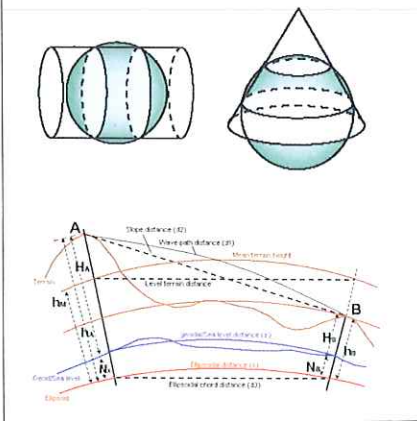 A
Slope distance (d2)
Wave path distance (d1)
Mean terrain height
HA
Level terrain distance
Terrain
hM
B
hA
Geoid/Sea level distance
HB
hB
NA
NB
Geoid/Sea level
Ellipsoidal distance
Ellipsoidal chord distance (d3)
Ellipsoid